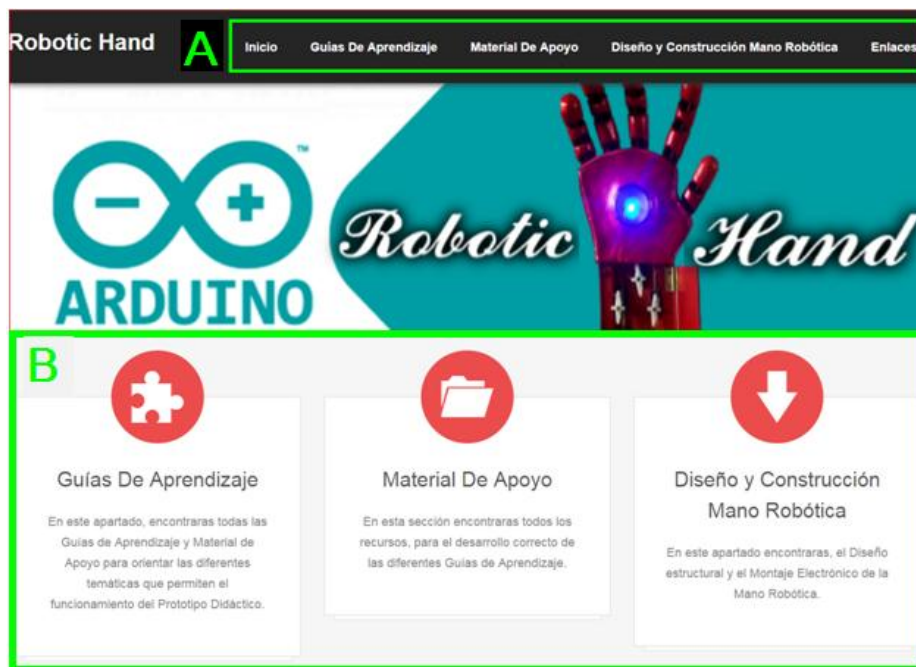 Robotic Hand A Inicio Guías De Aprendizaje Material De Apoyo Diseño y Construcción Mano Robótica Enlaces
TM
ARDUINO
Robotic Hand
B
Guías De Aprendizaje
En este apartado, encontraras todas las
Guías de Aprendizaje y Material de
Apoyo para orientar las diferentes
temáticas que permiten el
funcionamiento del Prototipo Didáctico.
Material De Apoyo
En esta sección encontraras todos los
recursos, para el desarrollo correcto de
las diferentes Guías de Aprendizaje.
Diseño y Construcción
Mano Robótica
En este apartado encontraras, el Diseño
estructural y el Montaje Electrónico de la
Mano Robótica.